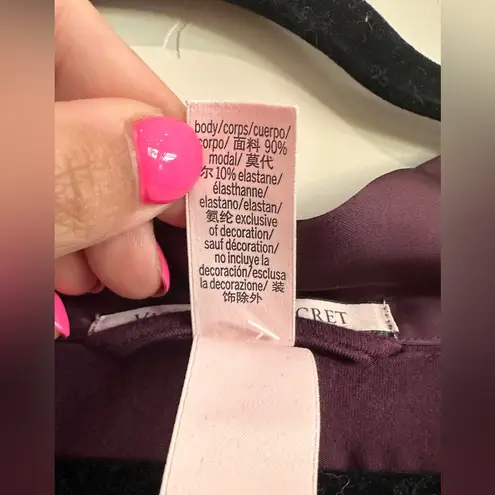 body/corps/cuerpo/
corpo/ 面料 90%
modal/ 莫代
尔 10% elastane/
élasthanne/
elastano/elastan/
氨纶 exclusive
of decoration/
sauf décoration/
no incluye la
decoración/esclusa
la decorazione/ 装
饰除外
CRET